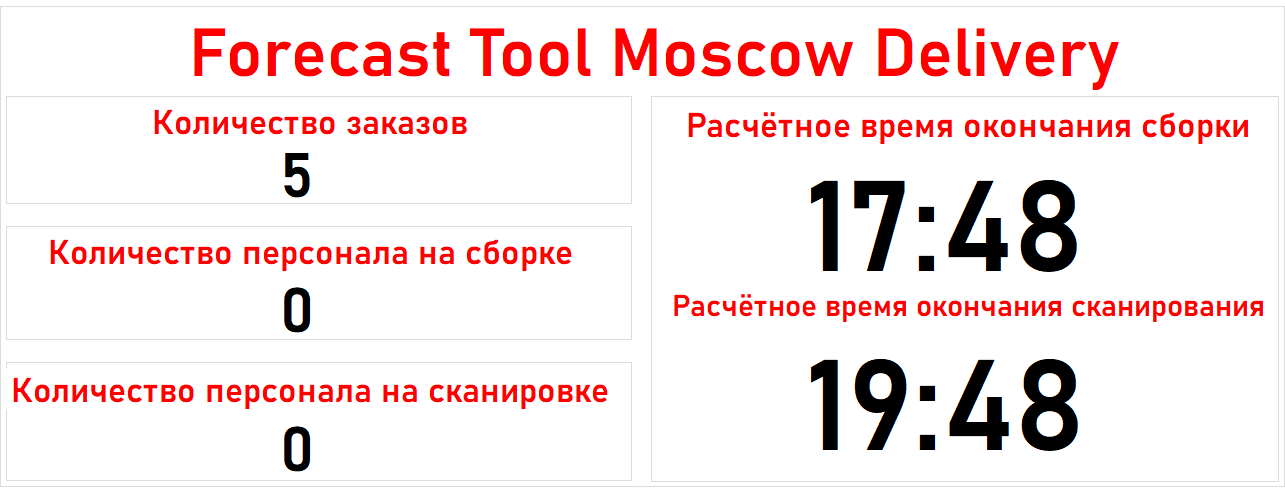 Forecast Tool Moscow Delivery
Количество заказов
5
Количество персонала на сборке
0
Количество персонала на сканировке
0
Расчётное время окончания сборки
17:48
Расчётное время окончания сканирования
19:48